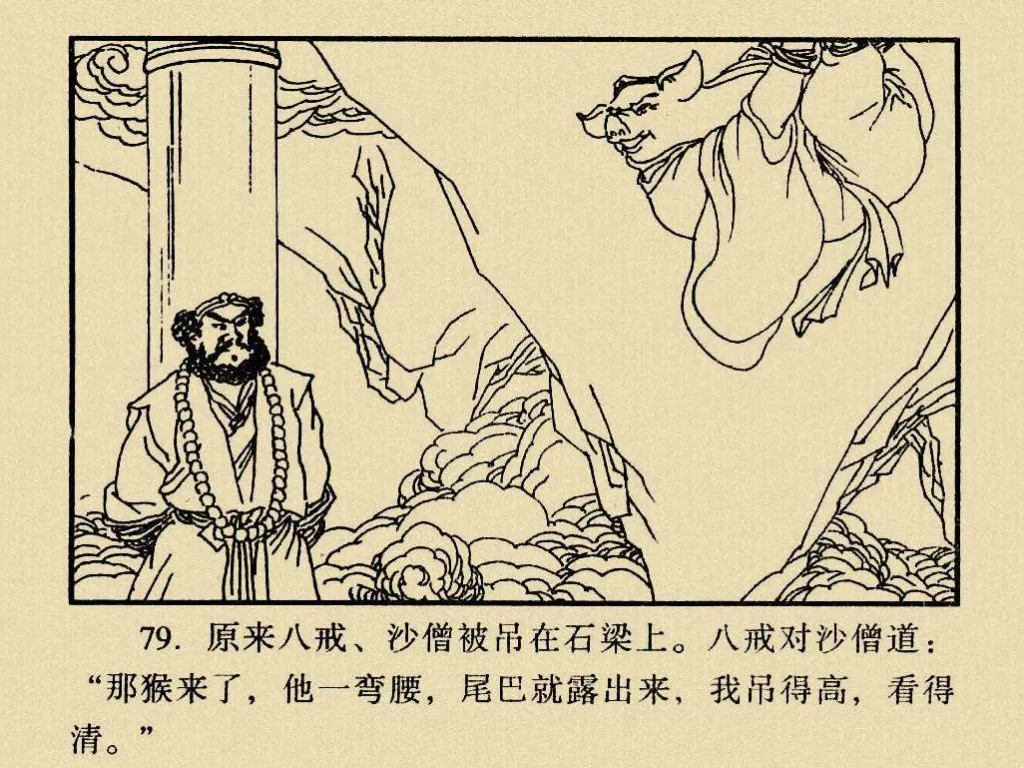 79. 原来八戒、沙僧被吊在石梁上。八戒对沙僧道：
“那猴来了，他一弯腰，尾巴就露出来，我吊得高，看得
清。”